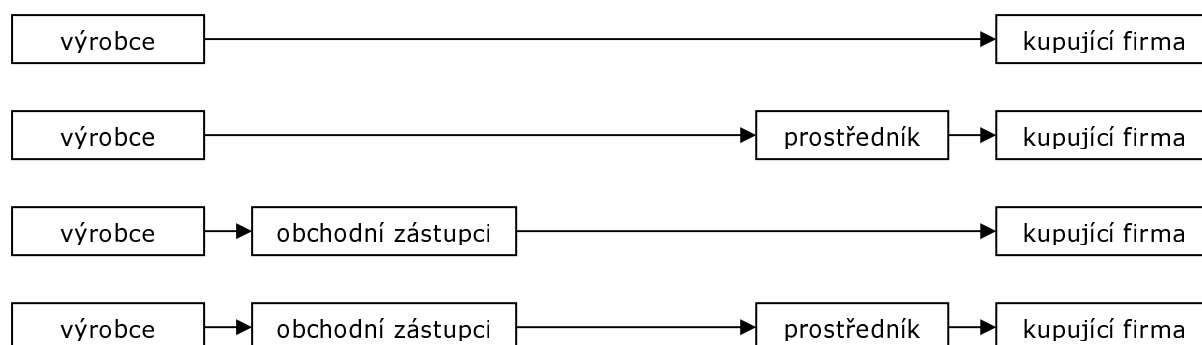 výrobce kupující firma
výrobce prostředník kupující firma
výrobce obchodní zástupci kupující firma
výrobce obchodní zástupci prostředník kupující firma